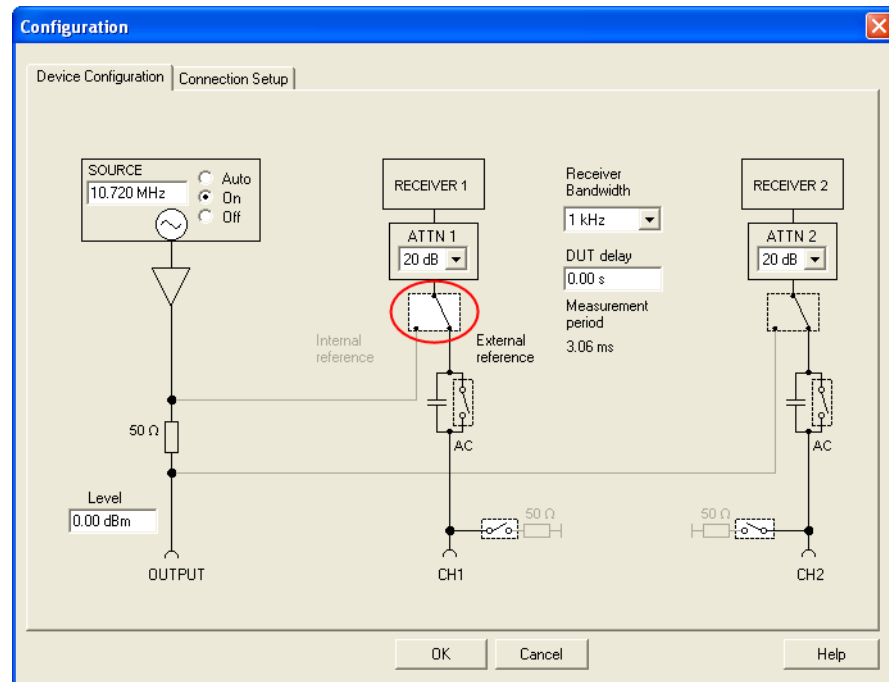 Configuration
Device Configuration
Connection Setup
SOURCE
10.720 MHz
Auto
On
Off
RECEIVER 1
ATTN 1
20 dB
Receiver
Bandwidth
1 kHz
DUT delay
0.00 s
Measurement
period
3.06 ms
RECEIVER 2
ATTN 2
20 dB
Internal
reference
External
reference
50 Ω
AC
AC
Level
0.00 dBm
50 Ω
50 Ω
OUTPUT
CH1
CH2
OK
Cancel
Help